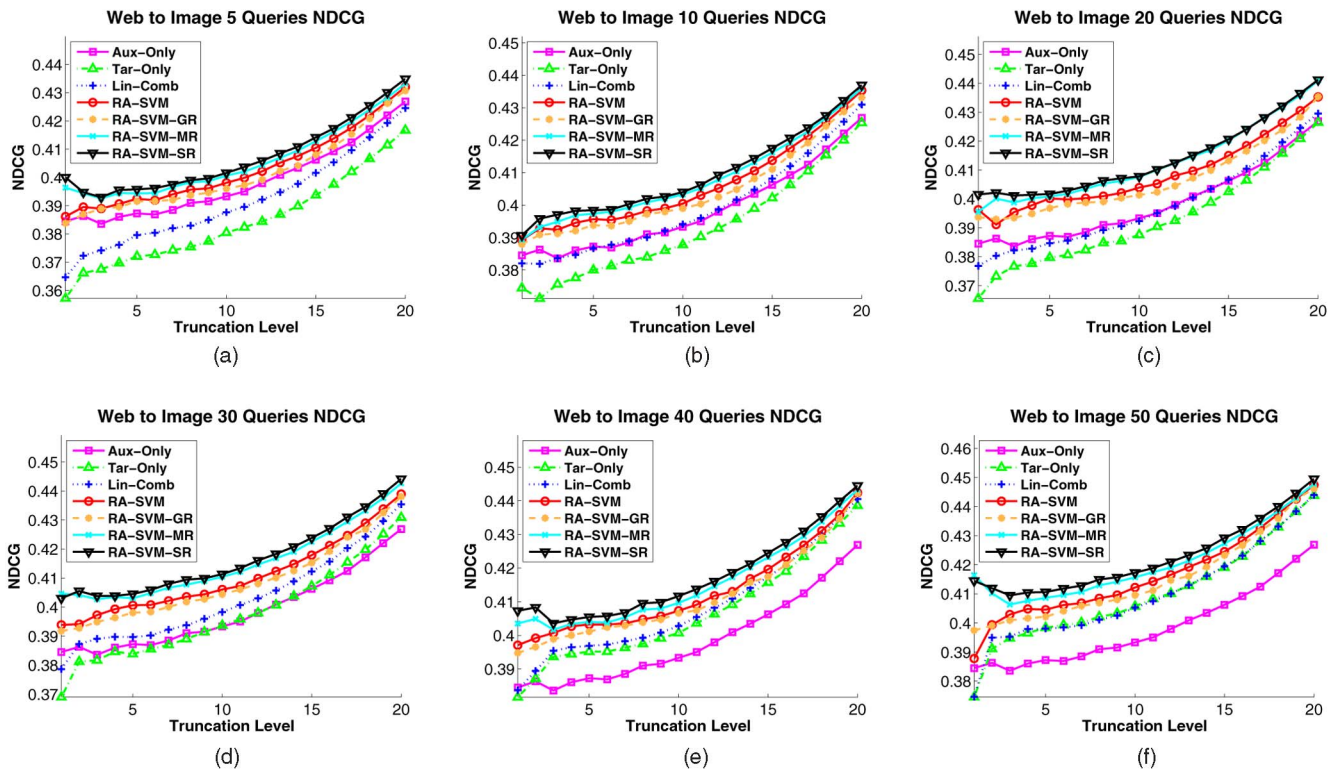 Web to Image 5 Queries NDCG
0.44
0.43
0.42
0.41
0.4
0.39
0.38
0.37
0.36
NDCG
Aux-Only
Tar-Only
Lin-Comb
RA-SVM
RA-SVM-GR
RA-SVM-MR
RA-SVM-SR
5
10
15
20
Truncation Level
(a)
Web to Image 10 Queries NDCG
0.45
0.44
0.43
0.42
0.41
0.4
0.39
0.38
NDCG
Aux-Only
Tar-Only
Lin-Comb
RA-SVM
RA-SVM-GR
RA-SVM-MR
RA-SVM-SR
5
10
15
20
Truncation Level
(b)
Web to Image 20 Queries NDCG
0.45
0.44
0.43
0.42
0.41
0.4
0.39
0.38
0.37
NDCG
Aux-Only
Tar-Only
Lin-Comb
RA-SVM
RA-SVM-GR
RA-SVM-MR
RA-SVM-SR
5
10
15
20
Truncation Level
(c)
Web to Image 30 Queries NDCG
0.45
0.44
0.43
0.42
0.41
0.4
0.39
0.38
0.37
NDCG
Aux-Only
Tar-Only
Lin-Comb
RA-SVM
RA-SVM-GR
RA-SVM-MR
RA-SVM-SR
5
10
15
20
Truncation Level
(d)
Web to Image 40 Queries NDCG
0.45
0.44
0.43
0.42
0.41
0.4
0.39
NDCG
Aux-Only
Tar-Only
Lin-Comb
RA-SVM
RA-SVM-GR
RA-SVM-MR
RA-SVM-SR
5
10
15
20
Truncation Level
(e)
Web to Image 50 Queries NDCG
0.46
0.45
0.44
0.43
0.42
0.41
0.4
0.39
0.38
NDCG
Aux-Only
Tar-Only
Lin-Comb
RA-SVM
RA-SVM-GR
RA-SVM-MR
RA-SVM-SR
5
10
15
20
Truncation Level
(f)